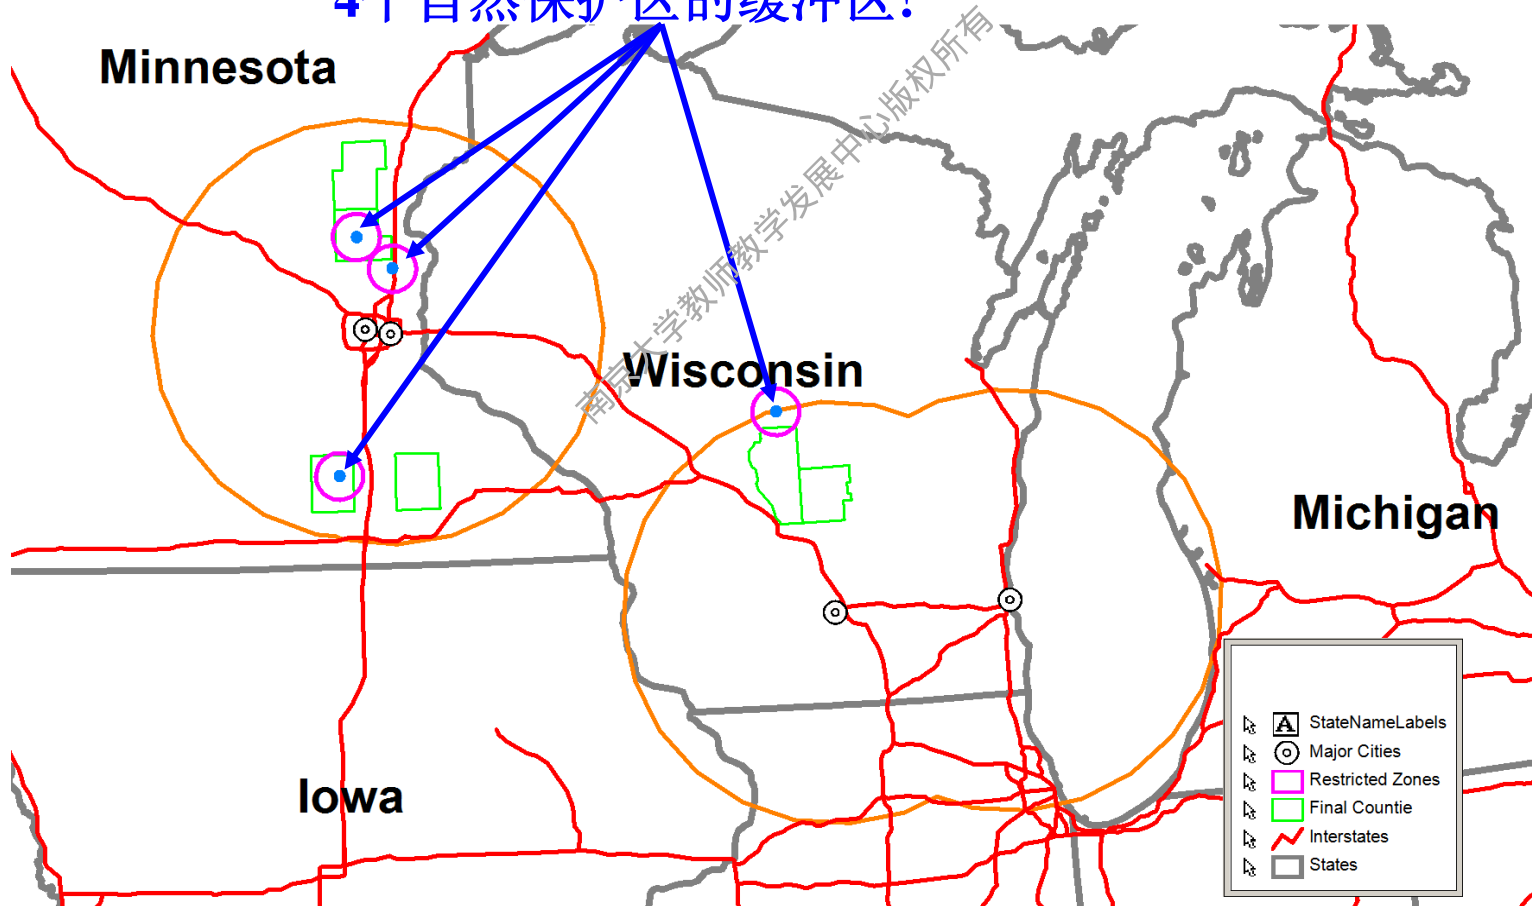 4个自然保护区的缓冲区!
Minnesota
南京大学教师教学发展中心版权所有
Wisconsin
Michigan
Iowa
A StateNameLabels
Major Cities
Restricted Zones
Final Countie
Interstates
States